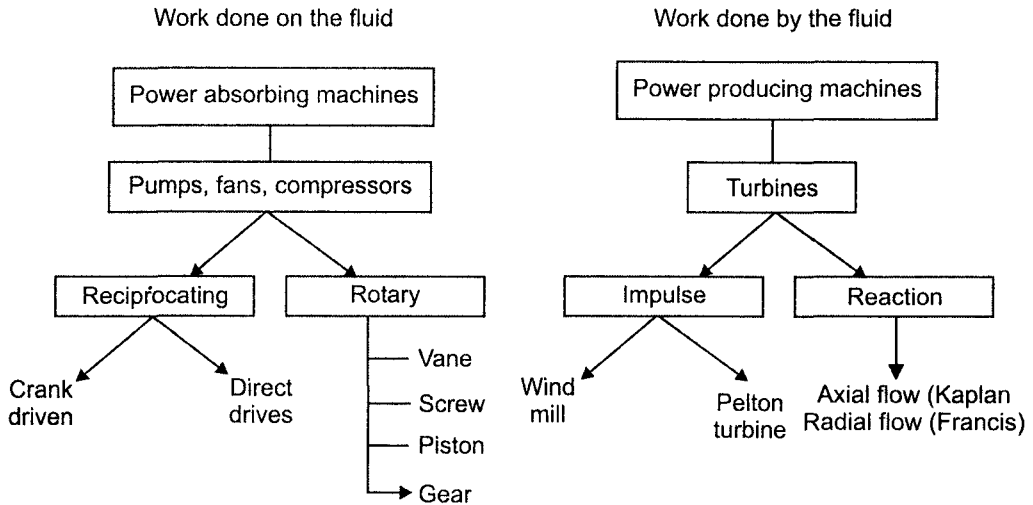 Work done on the fluid
Power absorbing machines
Pumps, fans, compressors
Reciprocating
Rotary
Crank
driven
Direct
drives
Vane
Screw
Piston
Gear
Work done by the fluid
Power producing machines
Turbines
Impulse
Reaction
Wind
mill
Pelton
turbine
Axial flow (Kaplan
Radial flow (Francis)